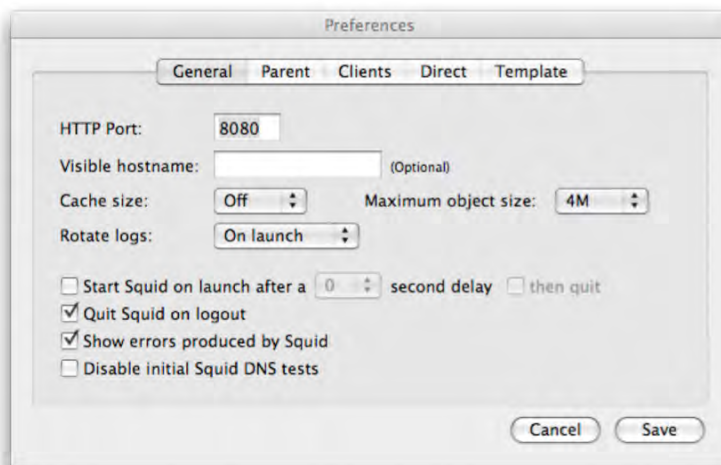 Preferences
General Parent Clients Direct Template
HTTP Port: 8080
Visible hostname: (Optional)
Cache size: Off Maximum object size: 4M
Rotate logs: On launch
Start Squid on launch after a 0 second delay then quit
Quit Squid on logout
Show errors produced by Squid
Disable initial Squid DNS tests
Cancel Save